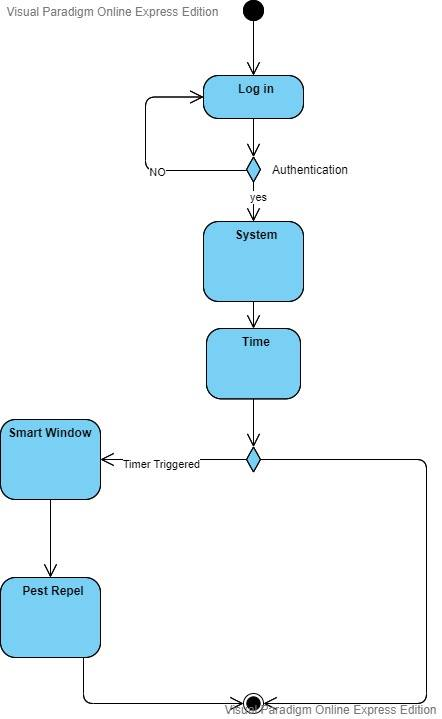 Visual Paradigm Online Express Edition
Log in
Authentication
NO
yes
System
Time
Smart Window
Timer Triggered
Pest Repel
Visual Paradigm Online Express Edition